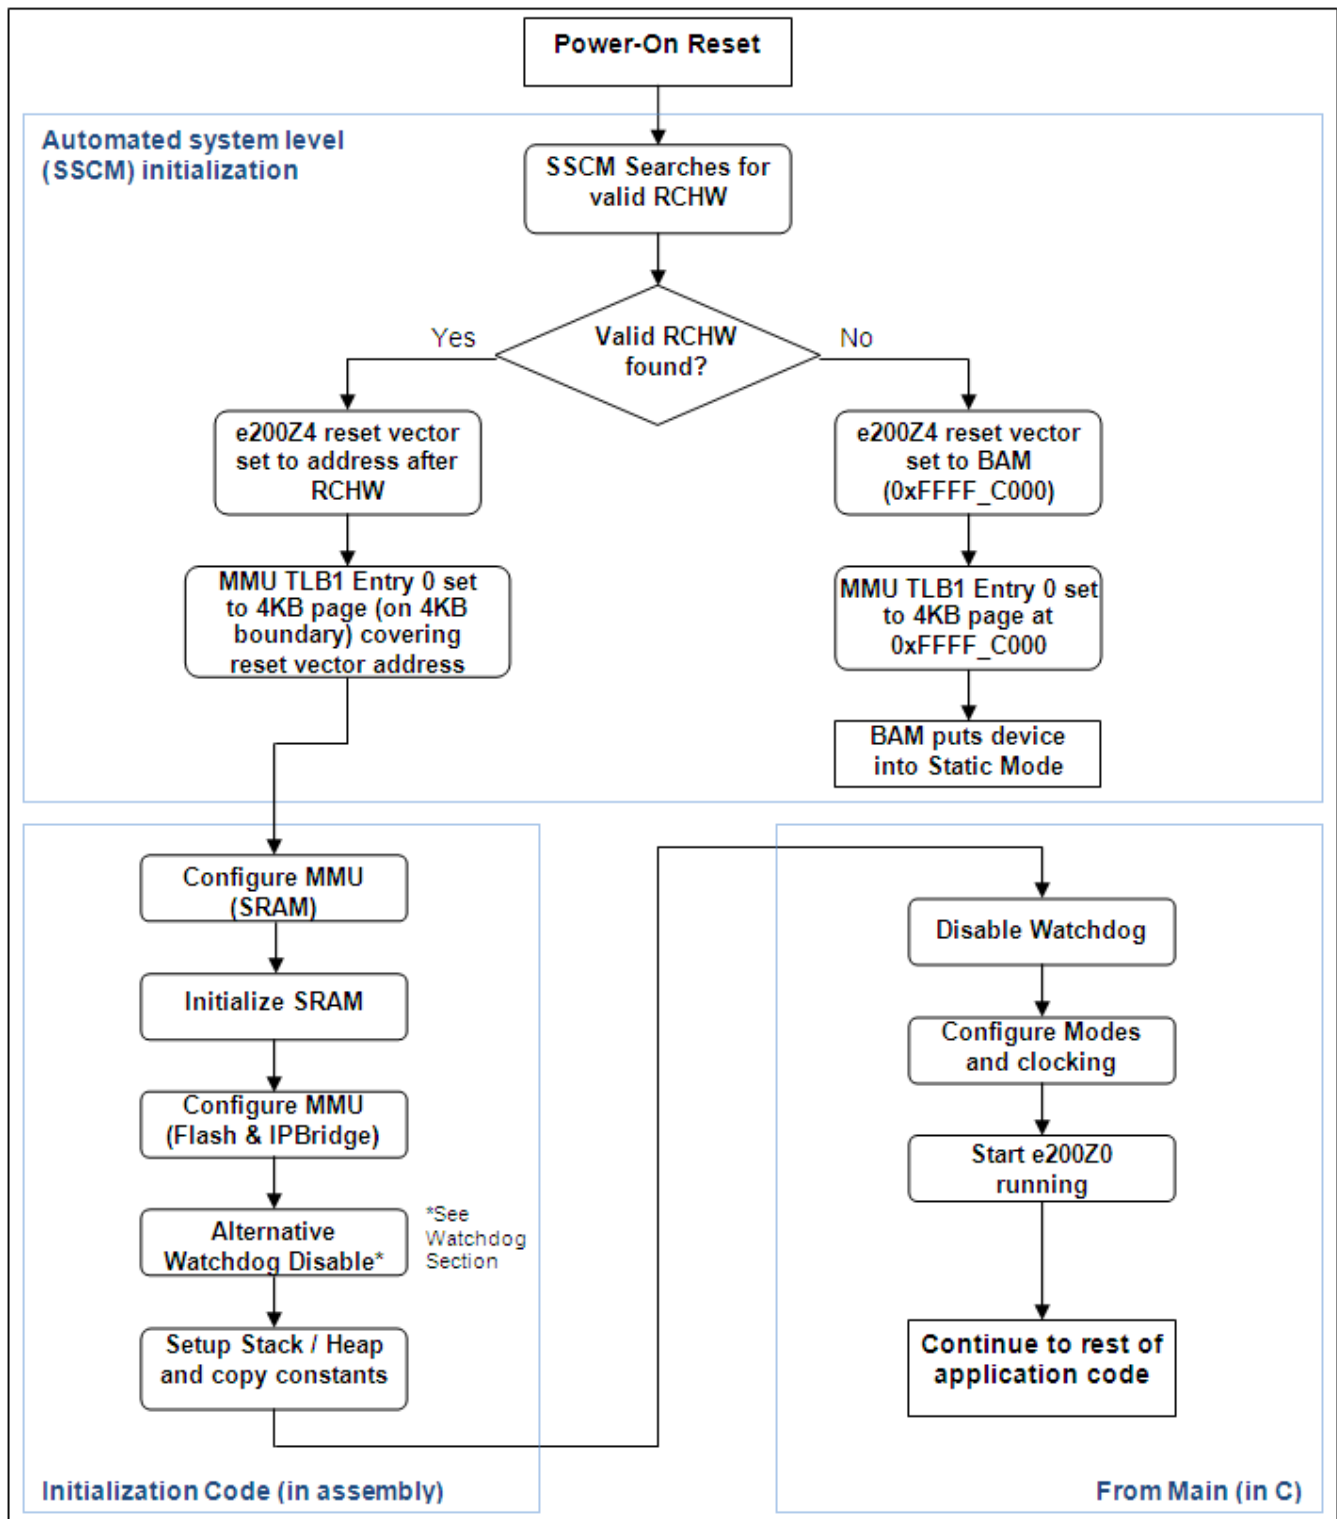 Power-On Reset
Automated system level
(SSCM) initialization
SSCM Searches for
valid RCHW
Valid RCHW
found?
Yes
No
e200Z4 reset vector
set to address after
RCHW
e200Z4 reset vector
set to BAM
(0xFFFF_C000)
MMU TLB1 Entry 0 set
to 4KB page (on 4KB
boundary) covering
reset vector address
MMU TLB1 Entry 0 set
to 4KB page at
0xFFFF_C000
BAM puts device
into Static Mode
Configure MMU
(SRAM)
Initialize SRAM
Configure MMU
(Flash & IPBridge)
Alternative
Watchdog Disable*
*See
Watchdog
Section
Setup Stack / Heap
and copy constants
Initialization Code (in assembly)
Disable Watchdog
Configure Modes
and clocking
Start e200Z0
running
Continue to rest of
application code
From Main (in C)